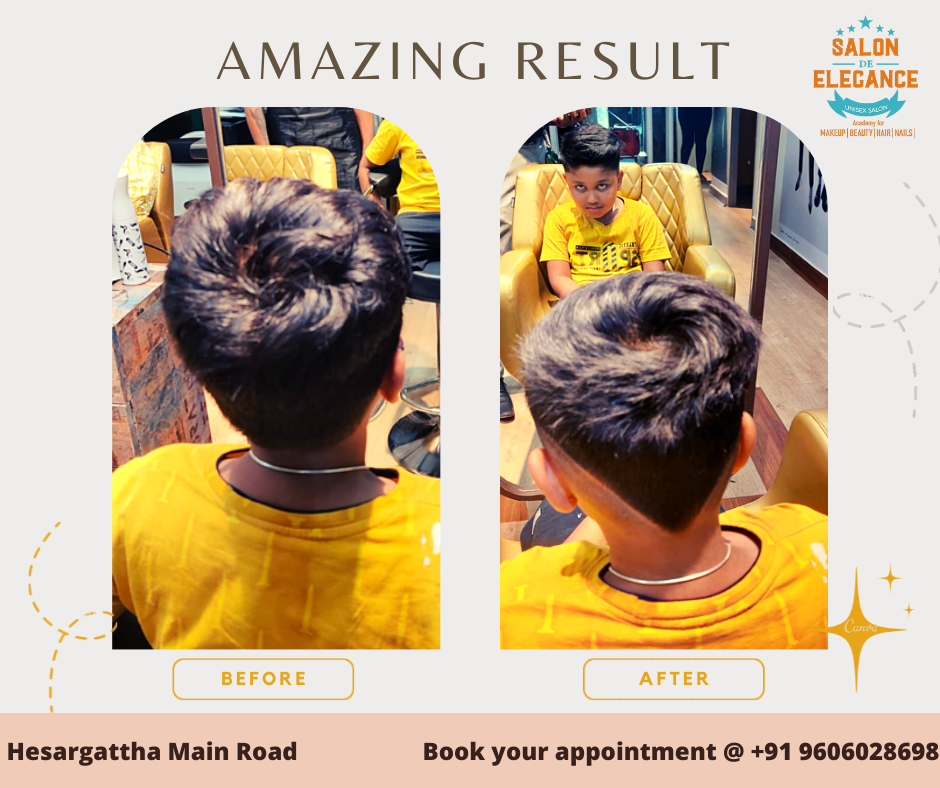 AMAZING RESULT
SALON
DE
ELEGANCE
UNISEX SALON
Academy for
MAKEUP|BEAUTY|HAIR|NAILS|
BEFORE
AFTER
Canva
Hesargattha Main Road
Book your appointment @ +91 9606028698